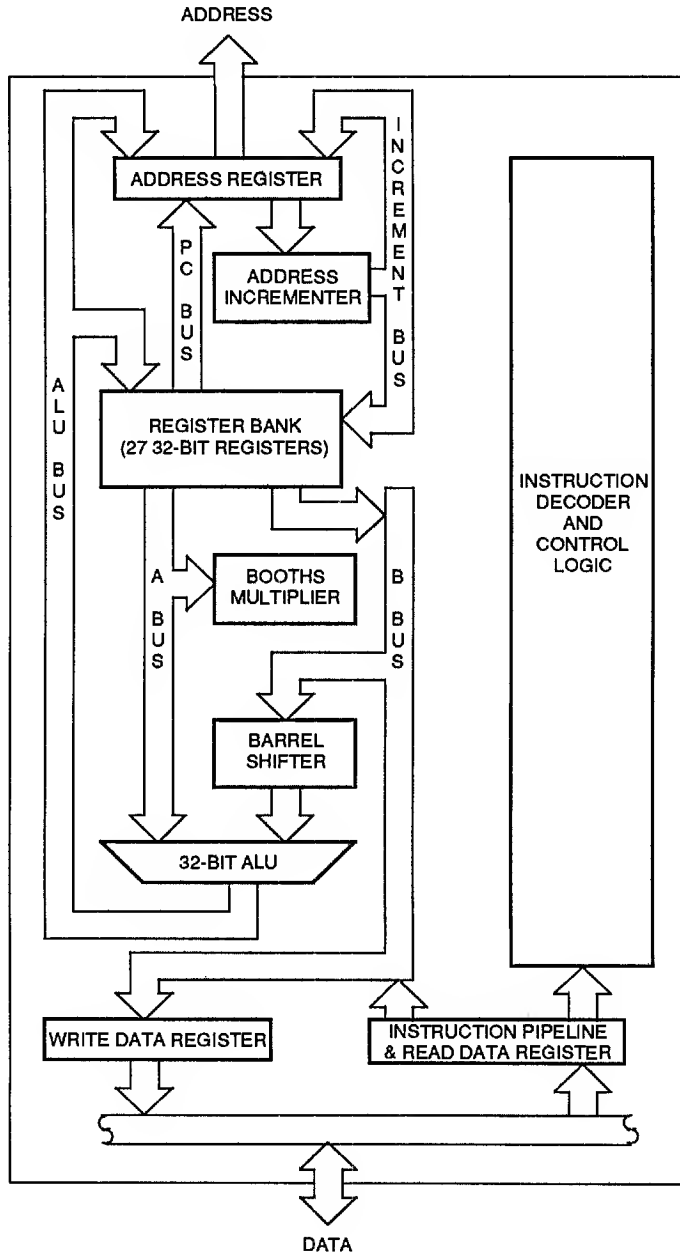 ADDRESS
ADDRESS REGISTER
INCREMENT BUS
PC BUS
ADDRESS
INCREMENTER
ALU BUS
REGISTER BANK
(27 32-BIT REGISTERS)
INSTRUCTION
DECODER
AND
CONTROL
LOGIC
A BUS
BOOTHS
MULTIPLIER
B BUS
BARREL
SHIFTER
32-BIT ALU
WRITE DATA REGISTER
INSTRUCTION PIPELINE
& READ DATA REGISTER
DATA